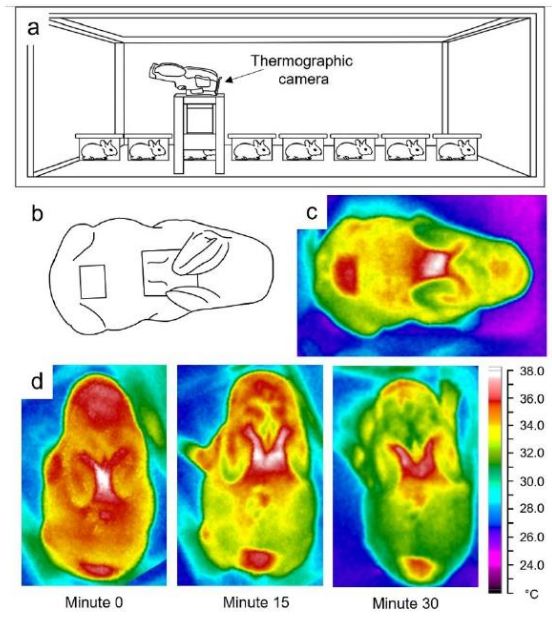 a
Thermographic
camera
b
c
d
38.0
36.0
34.0
32.0
30.0
28.0
26.0
24.0
°C
Minute 0
Minute 15
Minute 30